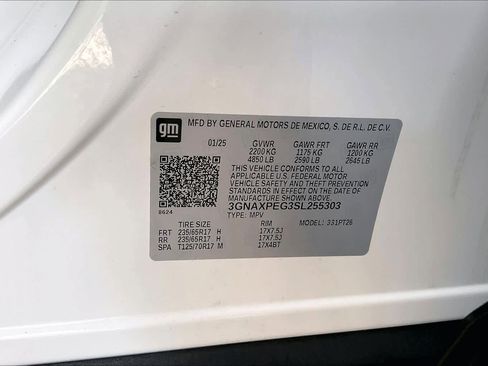 gm
MFD BY GENERAL MOTORS DE MEXICO, S. DE R.L. DE C.V.
01/25 GVWR GAWR FRT GAWR RR
2200 KG 1175 KG 1200 KG
4850 LB 2590 LB 2645 LB
THIS VEHICLE CONFORMS TO ALL
APPLICABLE U.S. FEDERAL MOTOR
VEHICLE SAFETY AND THEFT PREVENTION
STANDARDS IN EFFECT ON THE DATE OF
MANUFACTURE SHOWN ABOVE.
3GNAXPEG3SL255303
8624 TYPE: MPV MODEL: 3S1PT26
TIRE SIZE RIM
FRT 235/65R17 H 17X7.5J
RR 235/65R17 H 17X7.5J
SPA T125/70R17 M 17X4BT